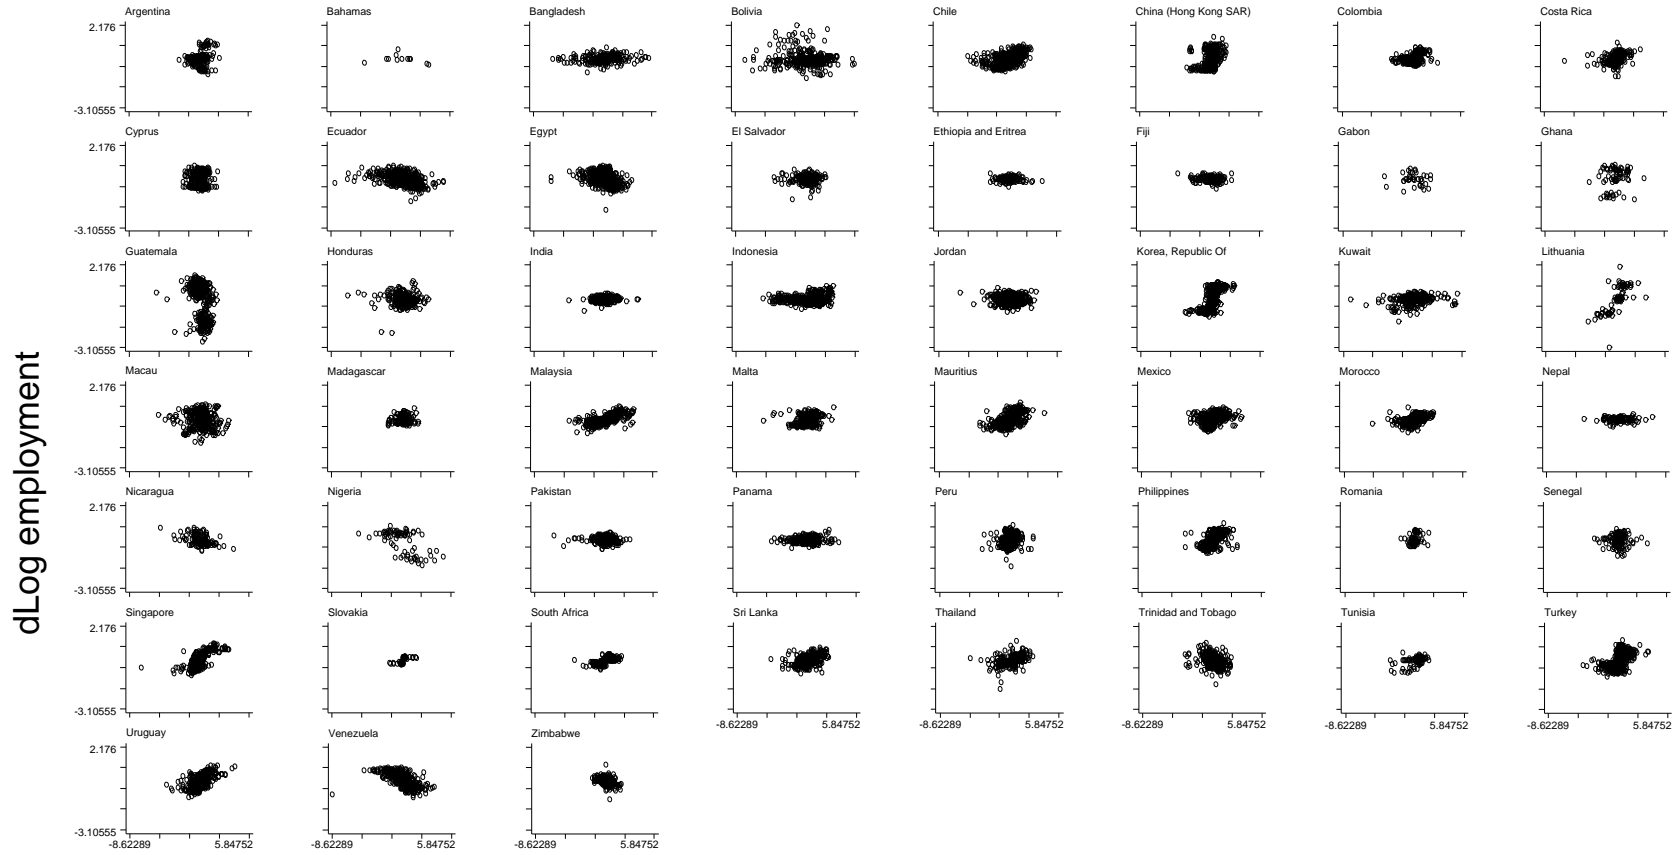 Argentina Bahamas Bangladesh Bolivia Chile China (Hong Kong SAR) Colombia Costa Rica
2.176
-3.10555
Cyprus Ecuador Egypt El Salvador Ethiopia and Eritrea Fiji Gabon Ghana
2.176
-3.10555
Guatemala Honduras India Indonesia Jordan Korea, Republic Of Kuwait Lithuania
2.176
-3.10555
dLog employment
Macau Madagascar Malaysia Malta Mauritius Mexico Morocco Nepal
2.176
-3.10555
Nicaragua Nigeria Pakistan Panama Peru Philippines Romania Senegal
2.176
-3.10555
Singapore Slovakia South Africa Sri Lanka Thailand Trinidad and Tobago Tunisia Turkey
2.176
-3.10555
-8.62289 5.84752 -8.62289 5.84752 -8.62289 5.84752 -8.62289 5.84752 -8.62289 5.84752
Uruguay Venezuela Zimbabwe
2.176
-3.10555
-8.62289 5.84752 -8.62289 5.84752 -8.62289 5.84752